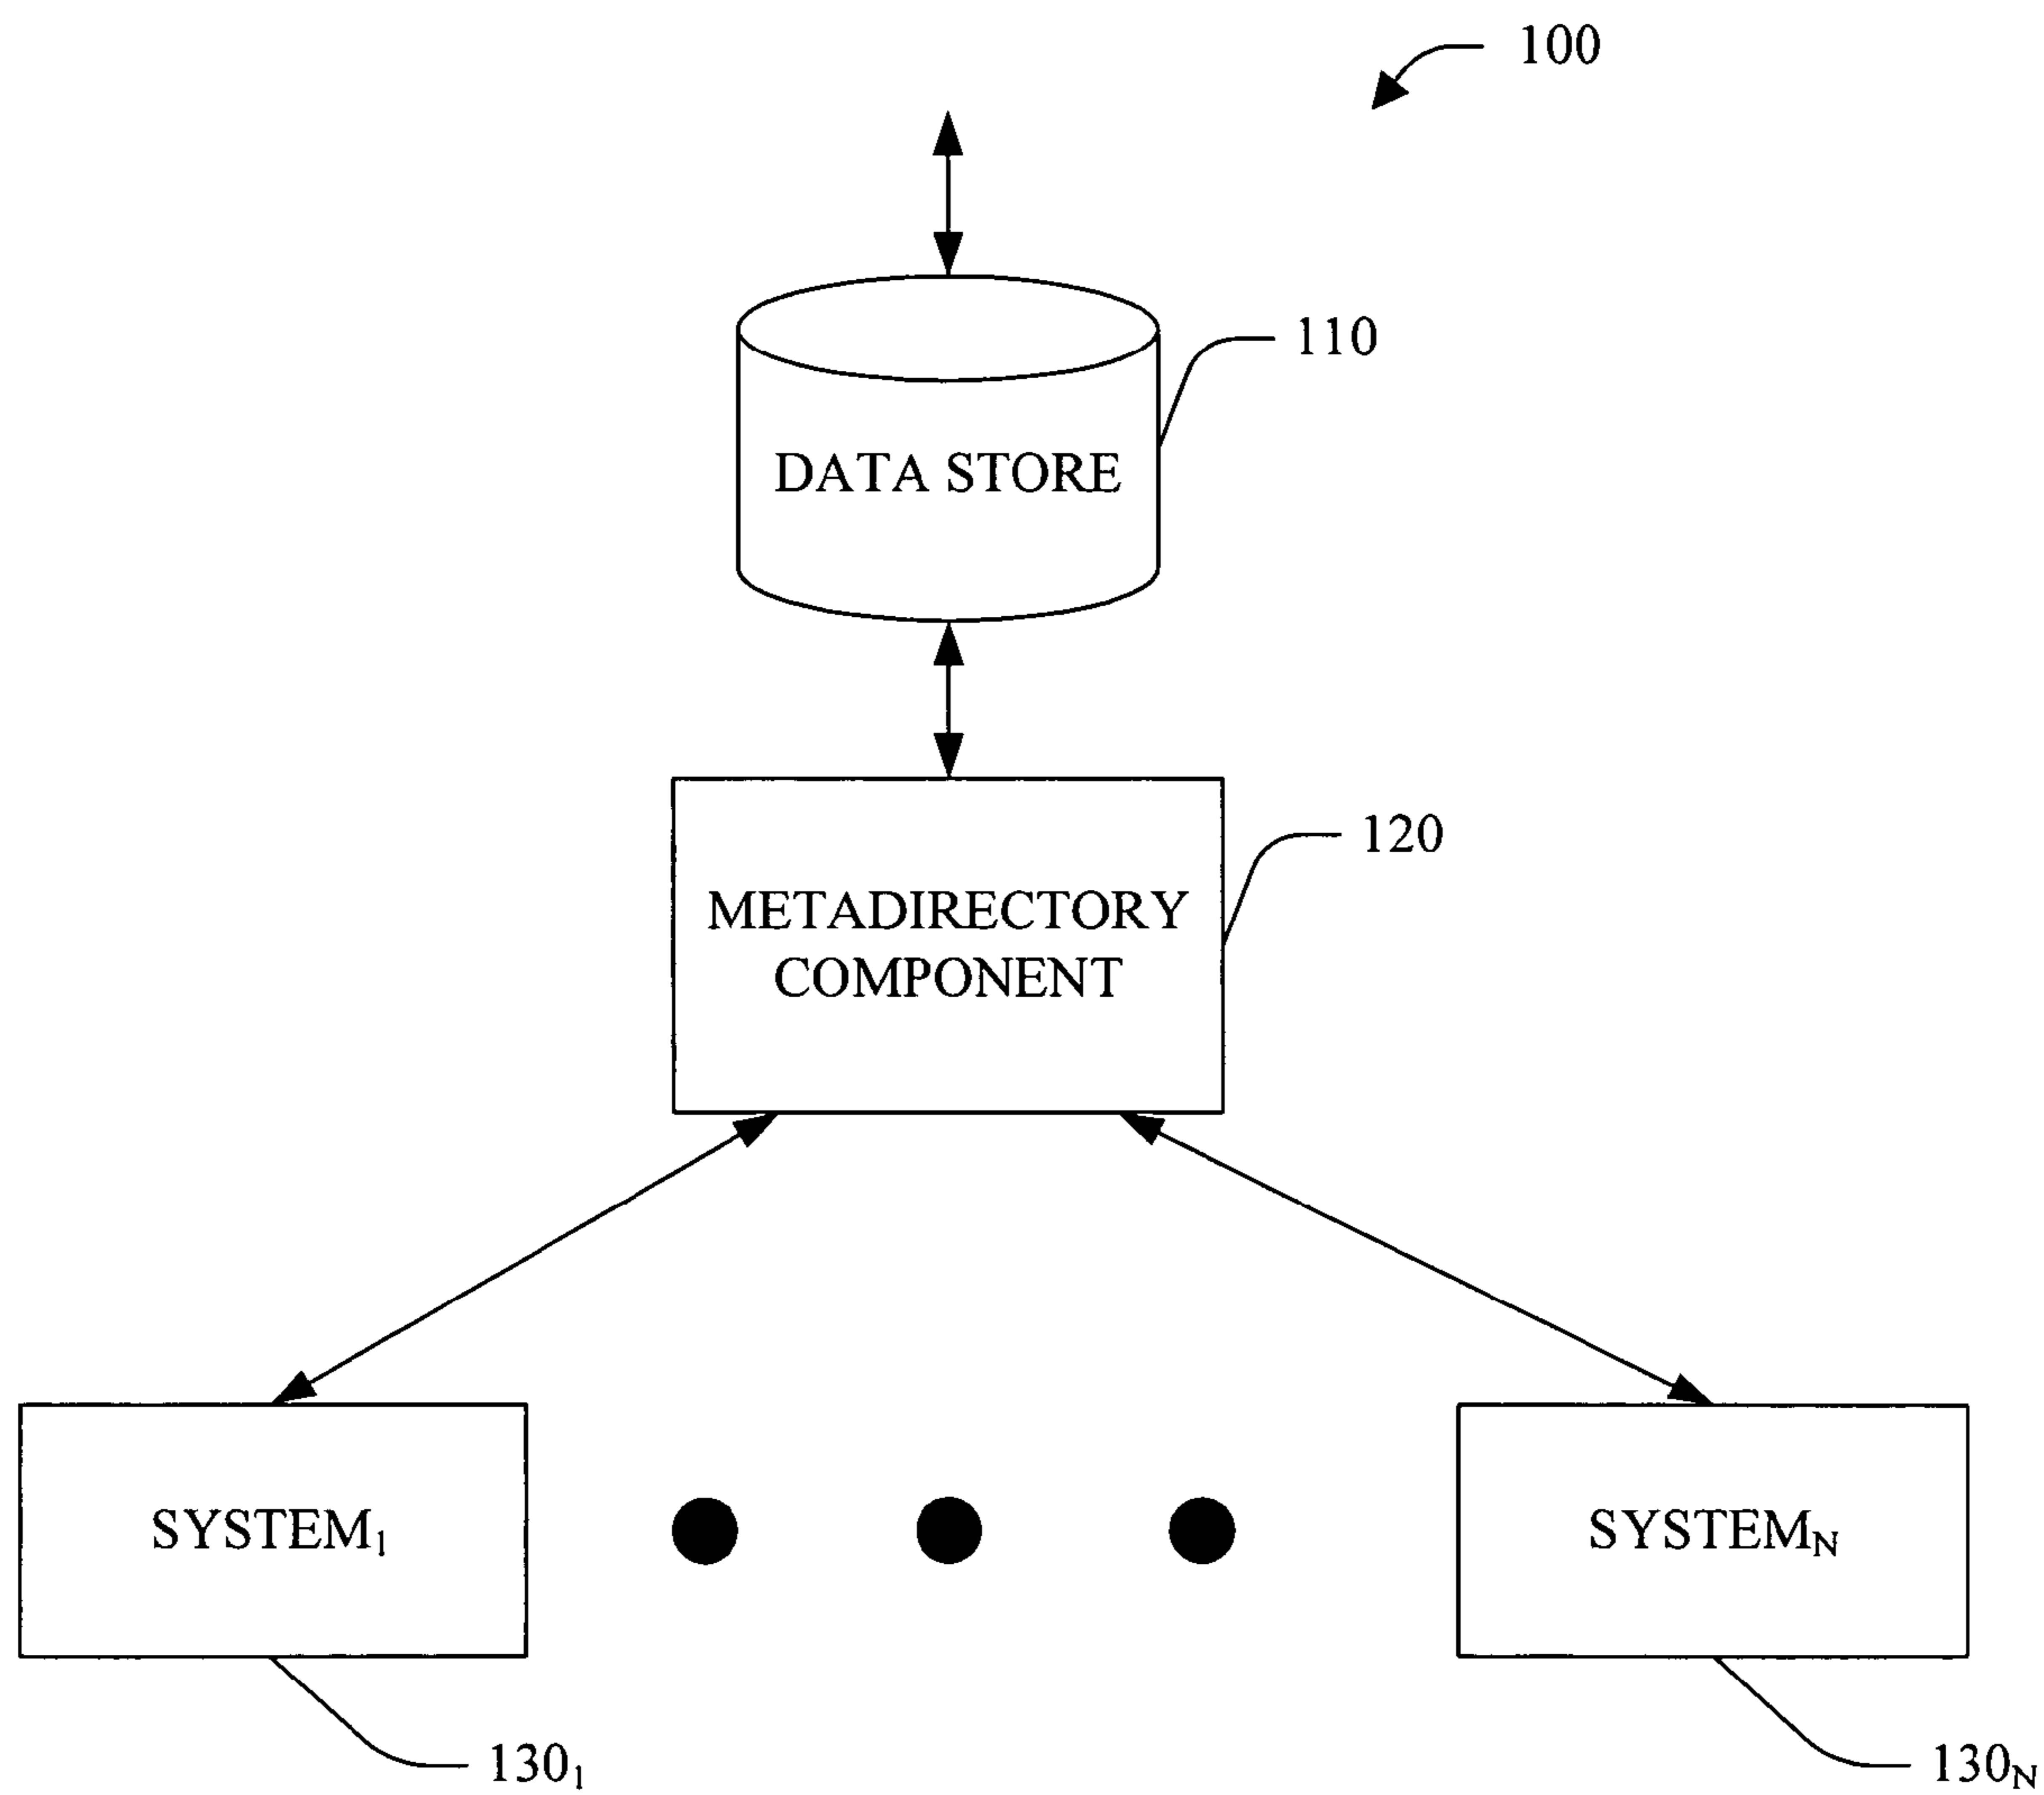 100
110
DATA STORE
120
METADIRECTORY
COMPONENT
SYSTEM₁
SYSTEMN
130₁
130N